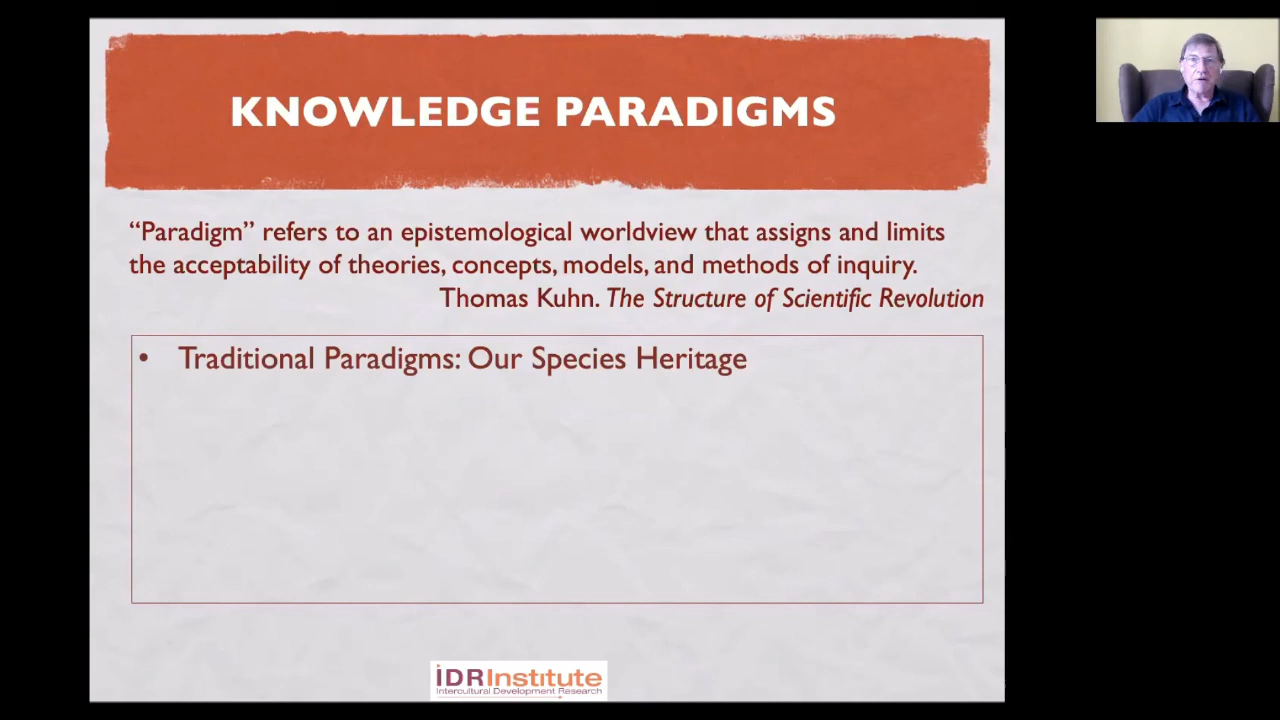 KNOWLEDGE PARADIGMS
“Paradigm” refers to an epistemological worldview that assigns and limits
the acceptability of theories, concepts, models, and methods of inquiry.
Thomas Kuhn. The Structure of Scientific Revolution
• Traditional Paradigms: Our Species Heritage
IDRInstitute
Intercultural Development Research